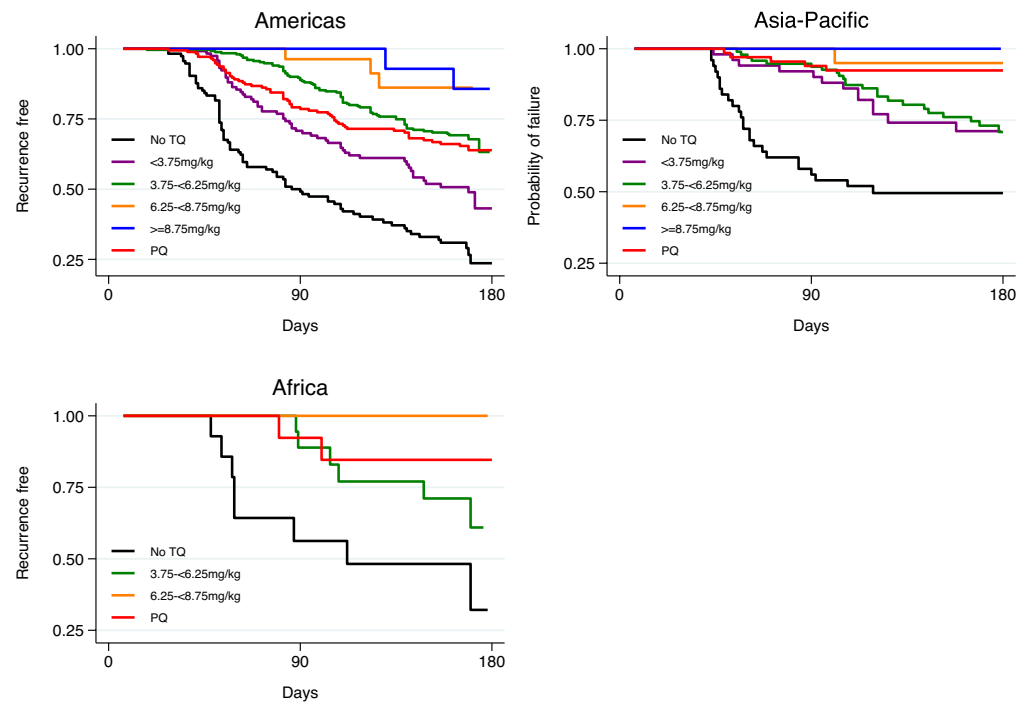 Americas
Recurrence free
1.00
0.75
0.50
0.25
No TQ
<3.75mg/kg
3.75-<6.25mg/kg
6.25-<8.75mg/kg
>=8.75mg/kg
PQ
0 90 180
Days
Asia-Pacific
Probability of failure
1.00
0.75
0.50
0.25
No TQ
<3.75mg/kg
3.75-<6.25mg/kg
6.25-<8.75mg/kg
>=8.75mg/kg
PQ
0 90 180
Days
Africa
Recurrence free
1.00
0.75
0.50
0.25
No TQ
3.75-<6.25mg/kg
6.25-<8.75mg/kg
PQ
0 90 180
Days